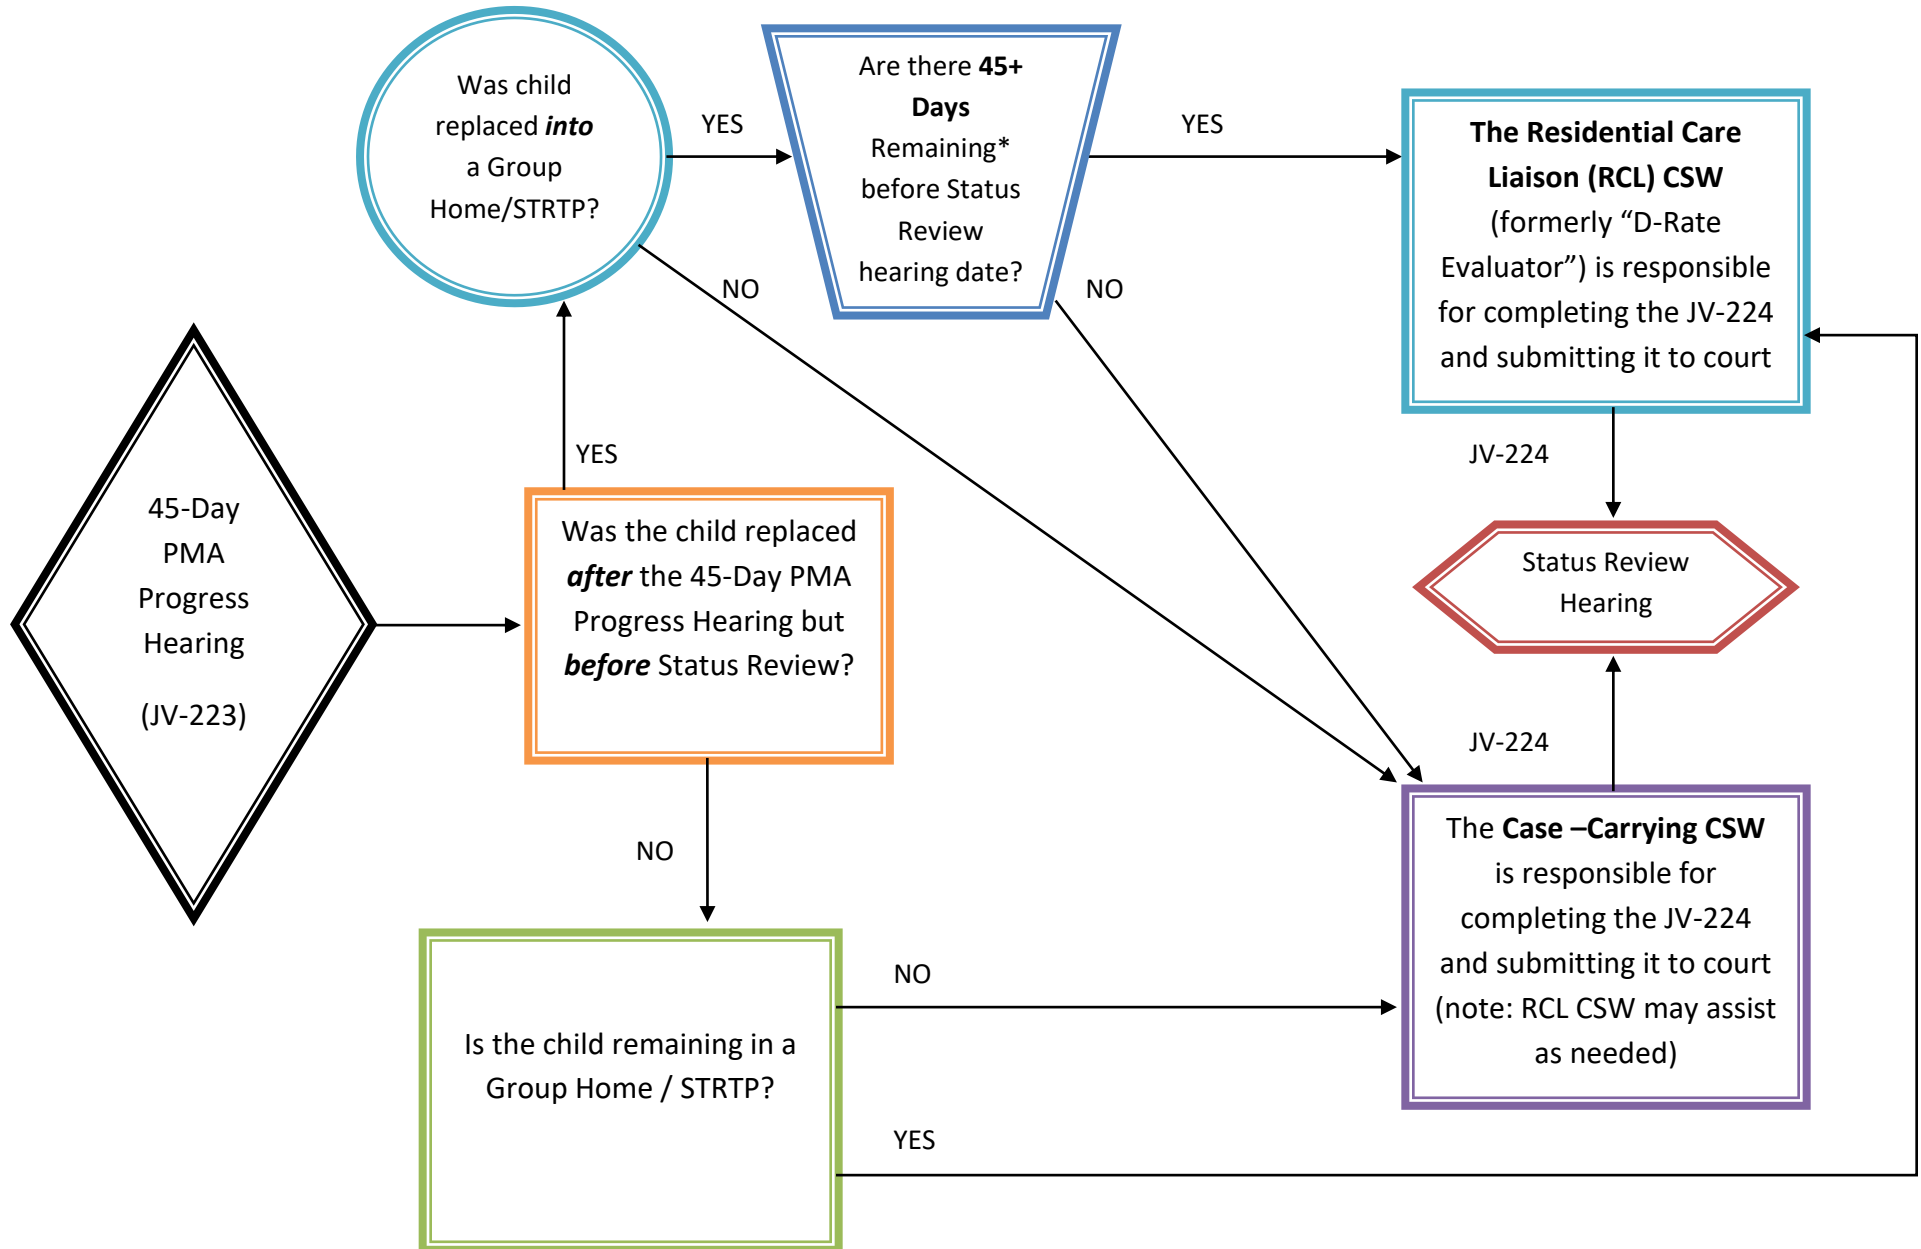 Was child
replaced into
a Group
Home/STRTP?
YES
Are there 45+
Days
Remaining*
before Status
Review
hearing date?
YES
The Residential Care
Liaison (RCL) CSW
(formerly “D-Rate
Evaluator”) is responsible
for completing the JV-224
and submitting it to court
NO
NO
YES
JV-224
45-Day
PMA
Progress
Hearing
(JV-223)
Was the child replaced
after the 45-Day PMA
Progress Hearing but
before Status Review?
Status Review
Hearing
JV-224
NO
The Case –Carrying CSW
is responsible for
completing the JV-224
and submitting it to court
(note: RCL CSW may assist
as needed)
NO
Is the child remaining in a
Group Home / STRTP?
YES